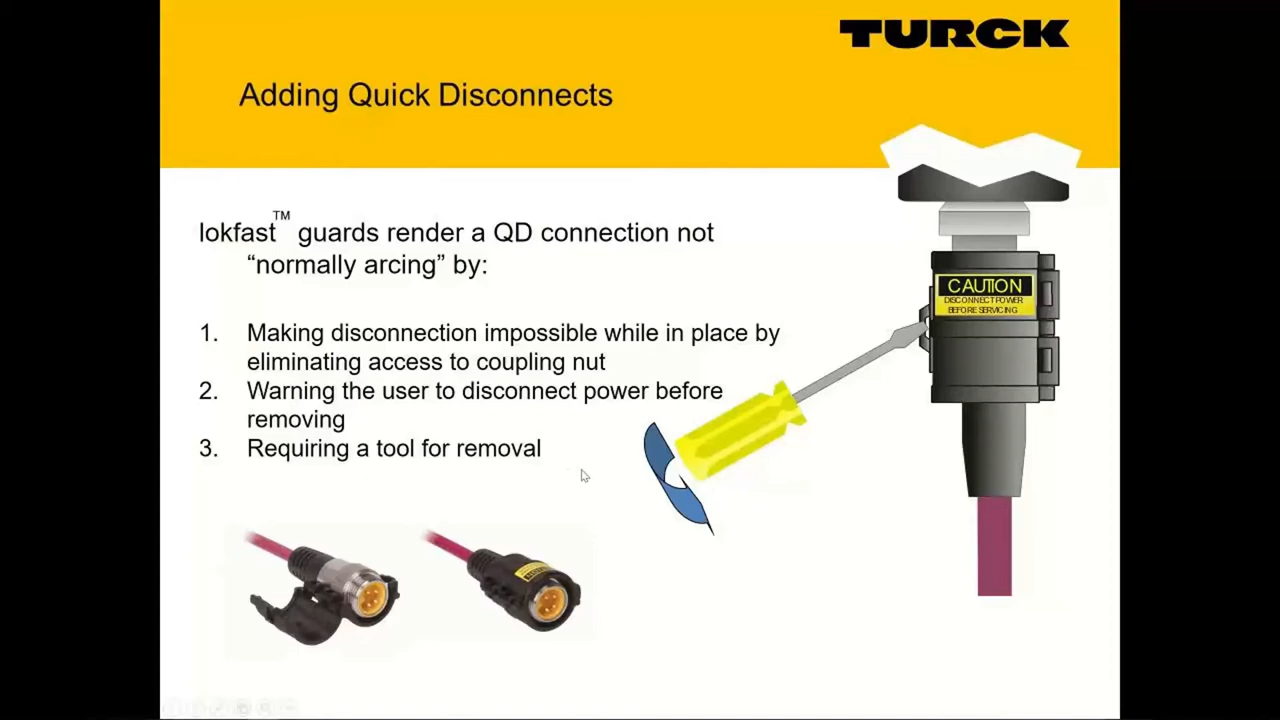 TURCK
Adding Quick Disconnects
lokfast™ guards render a QD connection not
“normally arcing” by:
1. Making disconnection impossible while in place by
eliminating access to coupling nut
2. Warning the user to disconnect power before
removing
3. Requiring a tool for removal
CAUTION
DISCONNECT POWER
BEFORE SERVICING